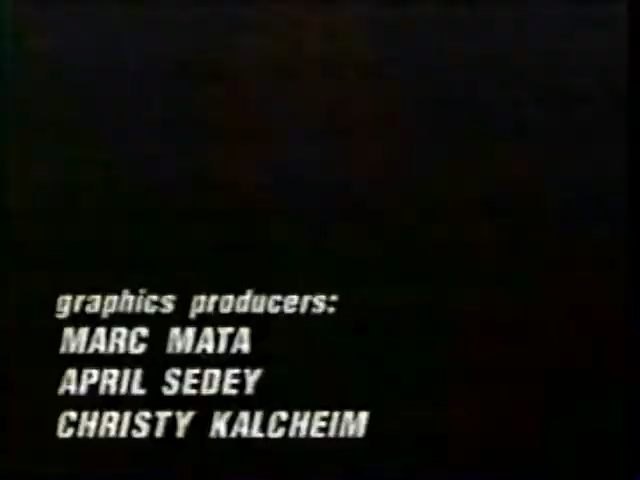 graphics producers:
MARC MATA
APRIL SEDEY
CHRISTY KALCHEIM